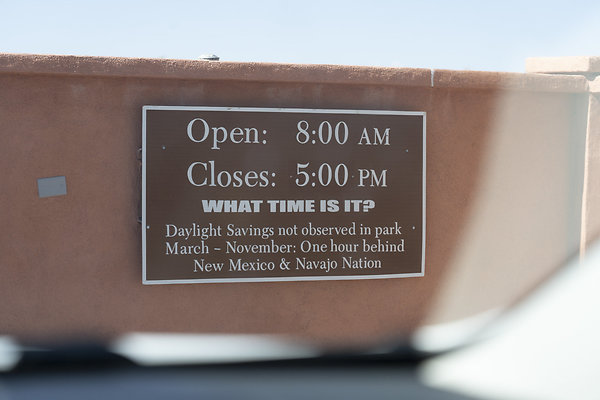 Open: 8:00 AM
Closes: 5:00 PM
WHAT TIME IS IT?
Daylight Savings not observed in park
March – November: One hour behind
New Mexico & Navajo Nation